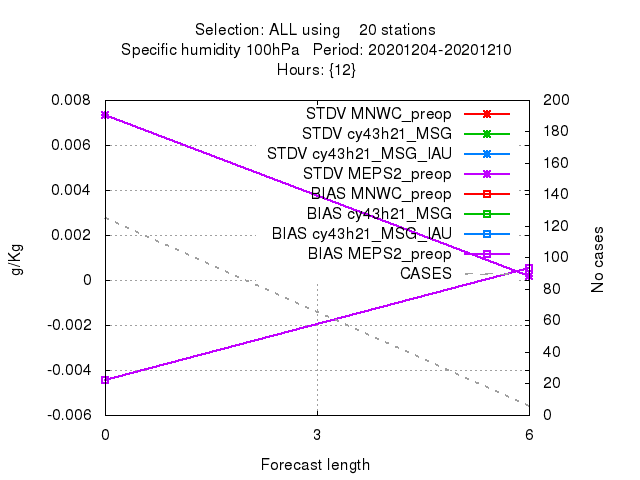 Selection: ALL using 20 stations
Specific humidity 100hPa Period: 20201204-20201210
Hours: {12}
0.008
0.006
0.004
0.002
0
-0.002
-0.004
-0.006
g/Kg
STDV MNWC_preop
STDV cy43h21_MSG
STDV cy43h21_MSG_IAU
STDV MEPS2_preop
BIAS MNWC_preop
BIAS cy43h21_MSG
BIAS cy43h21_MSG_IAU
BIAS MEPS2_preop
CASES
200
180
160
140
120
100
80
60
40
20
0
No cases
0 3 6
Forecast length